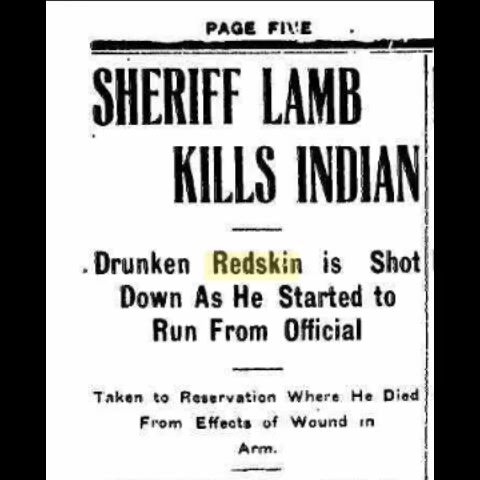 PAGE FIVE
SHERIFF LAMB
KILLS INDIAN
Drunken Redskin is Shot
Down As He Started to
Run From Official
Taken to Reservation Where He Died
From Effects of Wound in
Arm.